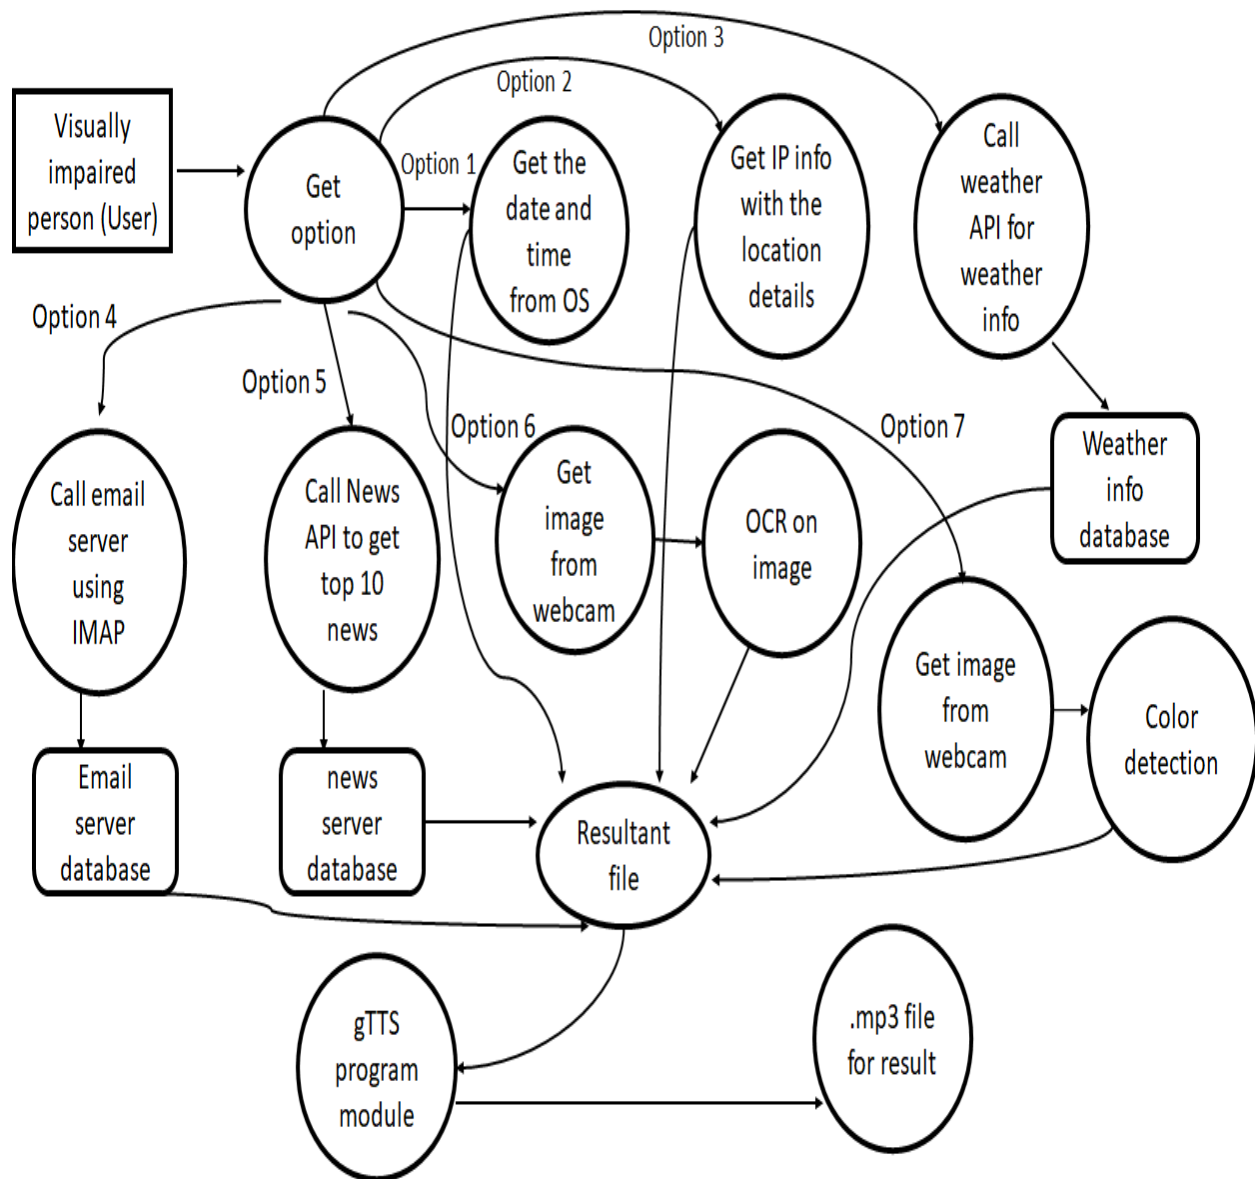 Option 3
Option 2
Visually
impaired
person (User)
Get
option
Option 1
Get the
date and
time
from OS
Get IP info
with the
location
details
Call
weather
API for
weather
info
Option 4
Option 5
Option 6
Option 7
Call email
server
using
IMAP
Call News
API to get
top 10
news
Get
image
from
webcam
OCR on
image
Weather
info
database
Get image
from
webcam
Color
detection
Email
server
database
news
server
database
Resultant
file
gTTS
program
module
.mp3 file
for result